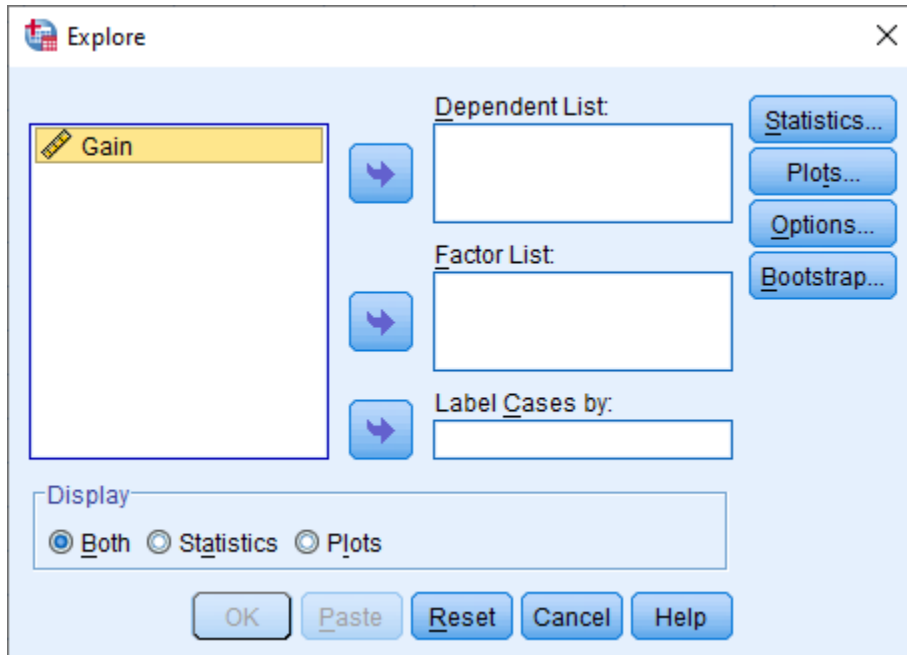 Explore
Gain
Dependent List:
Factor List:
Label Cases by:
Statistics...
Plots...
Options...
Bootstrap...
Display
Both Statistics Plots
OK Paste Reset Cancel Help